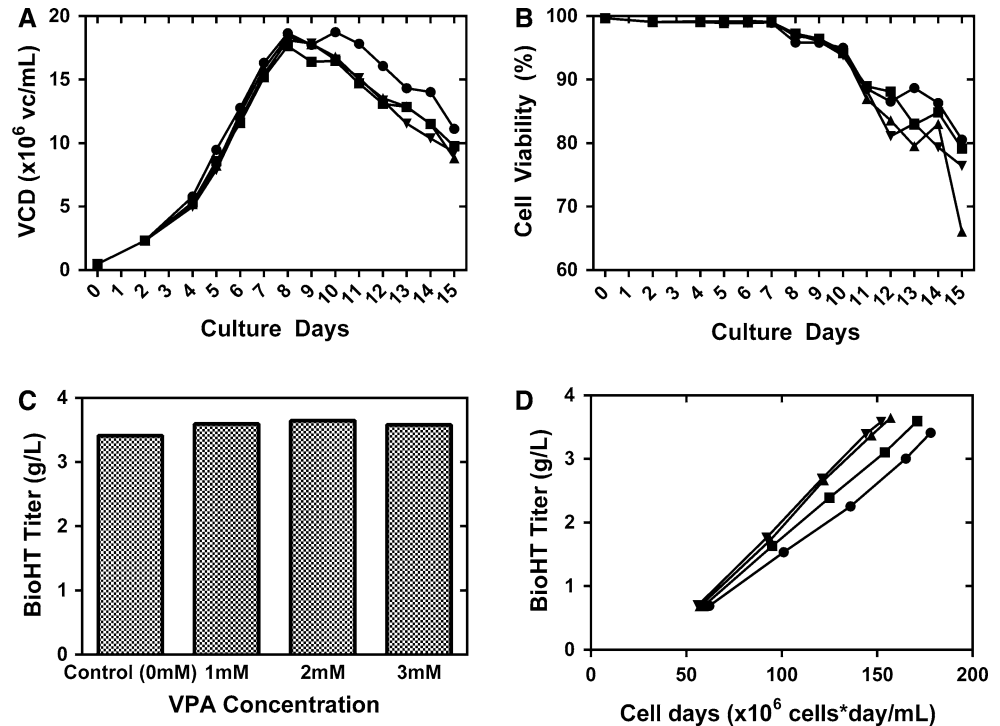 A
VCD (x10⁶ vc/mL)
20
15
10
5
0
0 1 2 3 4 5 6 7 8 9 10 11 12 13 14 15
Culture Days
B
Cell Viability (%)
100
90
80
70
60
0 1 2 3 4 5 6 7 8 9 10 11 12 13 14 15
Culture Days
C
BioHT Titer (g/L)
4
3
2
1
0
Control (0mM) 1mM 2mM 3mM
VPA Concentration
D
BioHT Titer (g/L)
4
3
2
1
0
0 50 100 150 200
Cell days (x10⁶ cells*day/mL)